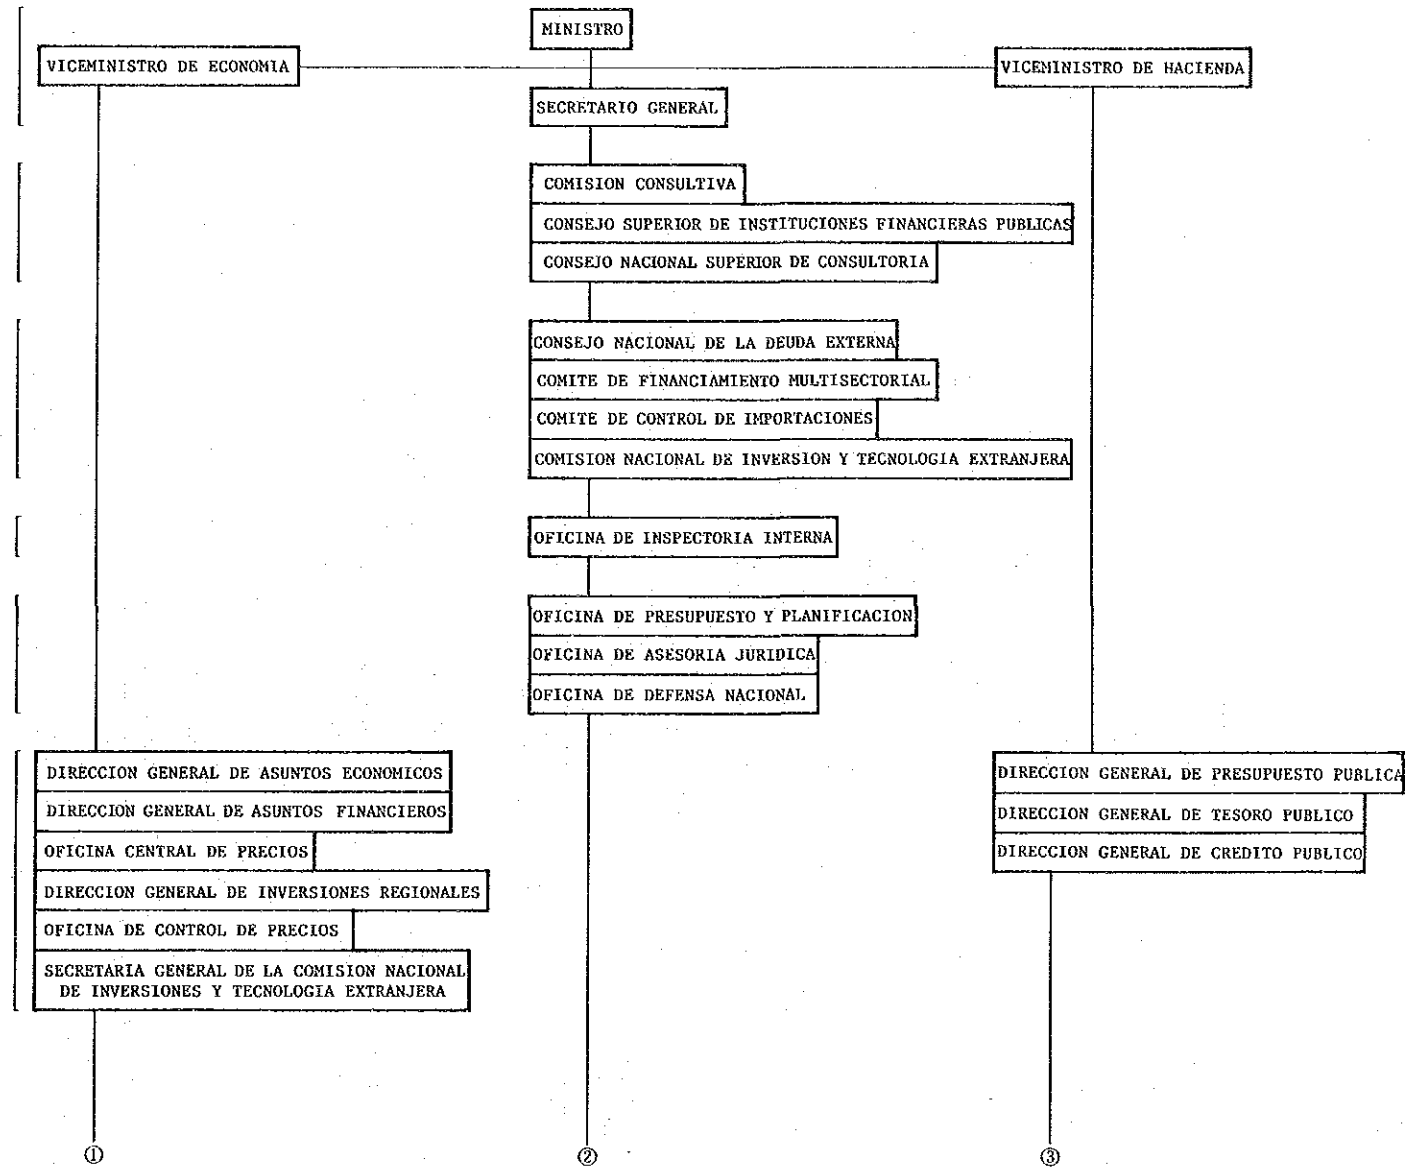 MINISTRO
VICEMINISTRO DE ECONOMIA
VICEMINISTRO DE HACIENDA
SECRETARIO GENERAL
COMISION CONSULTIVA
CONSEJO SUPERIOR DE INSTITUCIONES FINANCIERAS PUBLICAS
CONSEJO NACIONAL SUPERIOR DE CONSULTORIA
CONSEJO NACIONAL DE LA DEUDA EXTERNA
COMITE DE FINANCIAMIENTO MULTISECTORIAL
COMITE DE CONTROL DE IMPORTACIONES
COMISION NACIONAL DE INVERSION Y TECNOLOGIA EXTRANJERA
OFICINA DE INSPECTORIA INTERNA
OFICINA DE PRESUPUESTO Y PLANIFICACION
OFICINA DE ASESORIA JURIDICA
OFICINA DE DEFENSA NACIONAL
DIRECCION GENERAL DE ASUNTOS ECONOMICOS
DIRECCION GENERAL DE ASUNTOS FINANCIEROS
OFICINA CENTRAL DE PRECIOS
DIRECCION GENERAL DE INVERSIONES REGIONALES
OFICINA DE CONTROL DE PRECIOS
SECRETARIA GENERAL DE LA COMISION NACIONAL
DE INVERSIONES Y TECNOLOGIA EXTRANJERA
DIRECCION GENERAL DE PRESUPUESTO PUBLICA
DIRECCION GENERAL DE TESORO PUBLICO
DIRECCION GENERAL DE CREDITO PUBLICO
①
②
③